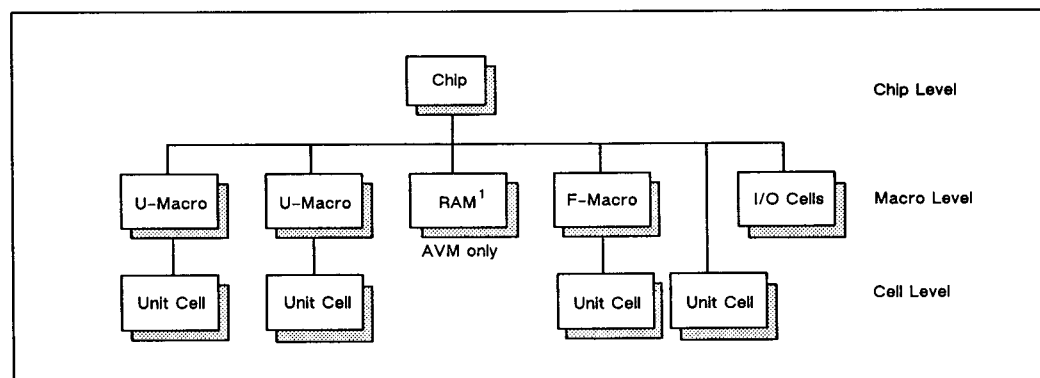 Chip
Chip Level
U-Macro
U-Macro
RAM¹
F-Macro
I/O Cells
Macro Level
AVM only
Unit Cell
Unit Cell
Unit Cell
Unit Cell
Cell Level